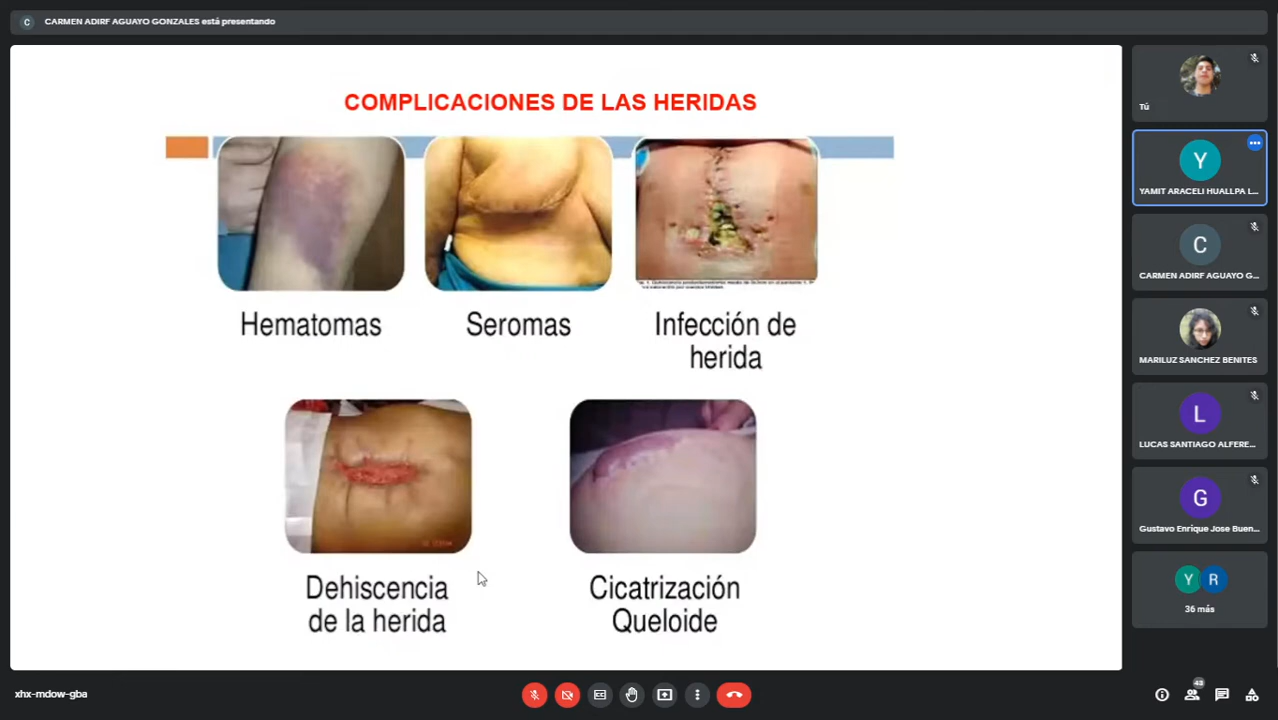 C CARMEN ADIRF AGUAYO GONZALES está presentando
COMPLICACIONES DE LAS HERIDAS
Hematomas
Seromas
Infección de
herida
Dehiscencia
de la herida
Cicatrización
Queloide
Tú
Y
YAMIT ARACELI HUALLPA L...
C
CARMEN ADIRF AGUAYO G...
MARILUZ SANCHEZ BENITES
L
LUCAS SANTIAGO ALFERE...
G
Gustavo Enrique Jose Buen...
Y R
36 más
xhx-mdow-gba
43